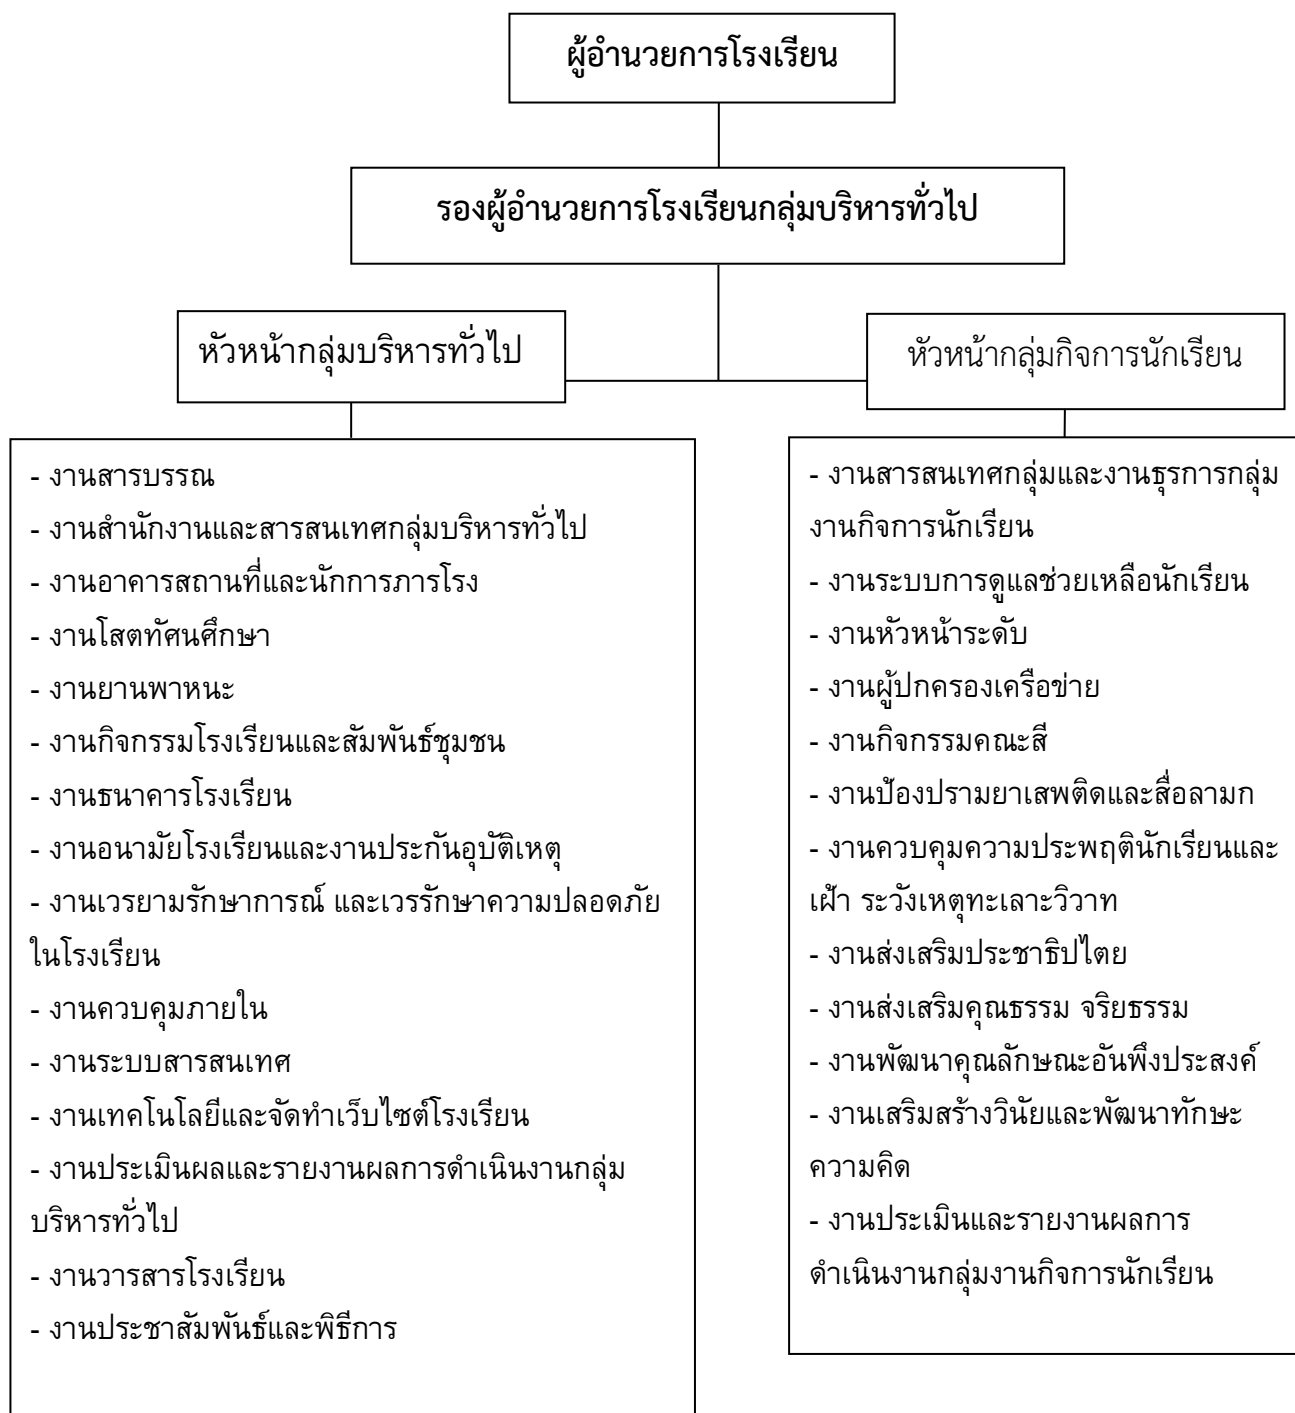 ผู้อำนวยการโรงเรียน
รองผู้อำนวยการโรงเรียนกลุ่มบริหารทั่วไป
หัวหน้ากลุ่มบริหารทั่วไป
หัวหน้ากลุ่มกิจการนักเรียน
- งานสารบรรณ
- งานสำนักงานและสารสนเทศกลุ่มบริหารทั่วไป
- งานอาคารสถานที่และนักการภารโรง
- งานโสตทัศนศึกษา
- งานยานพาหนะ
- งานกิจกรรมโรงเรียนและสัมพันธ์ชุมชน
- งานธนาคารโรงเรียน
- งานอนามัยโรงเรียนและงานประกันอุบัติเหตุ
- งานเวรยามรักษาการณ์ และเวรรักษาความปลอดภัย
ในโรงเรียน
- งานควบคุมภายใน
- งานระบบสารสนเทศ
- งานเทคโนโลยีและจัดทำเว็บไซต์โรงเรียน
- งานประเมินผลและรายงานผลการดำเนินงานกลุ่ม
บริหารทั่วไป
- งานวารสารโรงเรียน
- งานประชาสัมพันธ์และพิธีการ
- งานสารสนเทศกลุ่มและงานธุรการกลุ่ม
งานกิจการนักเรียน
- งานระบบการดูแลช่วยเหลือนักเรียน
- งานหัวหน้าระดับ
- งานผู้ปกครองเครือข่าย
- งานกิจกรรมคณะสี
- งานป้องปรามยาเสพติดและสื่อลามก
- งานควบคุมความประพฤตินักเรียนและ
เฝ้า ระวังเหตุทะเลาะวิวาท
- งานส่งเสริมประชาธิปไตย
- งานส่งเสริมคุณธรรม จริยธรรม
- งานพัฒนาคุณลักษณะอันพึงประสงค์
- งานเสริมสร้างวินัยและพัฒนาทักษะ
ความคิด
- งานประเมินและรายงานผลการ
ดำเนินงานกลุ่มงานกิจการนักเรียน